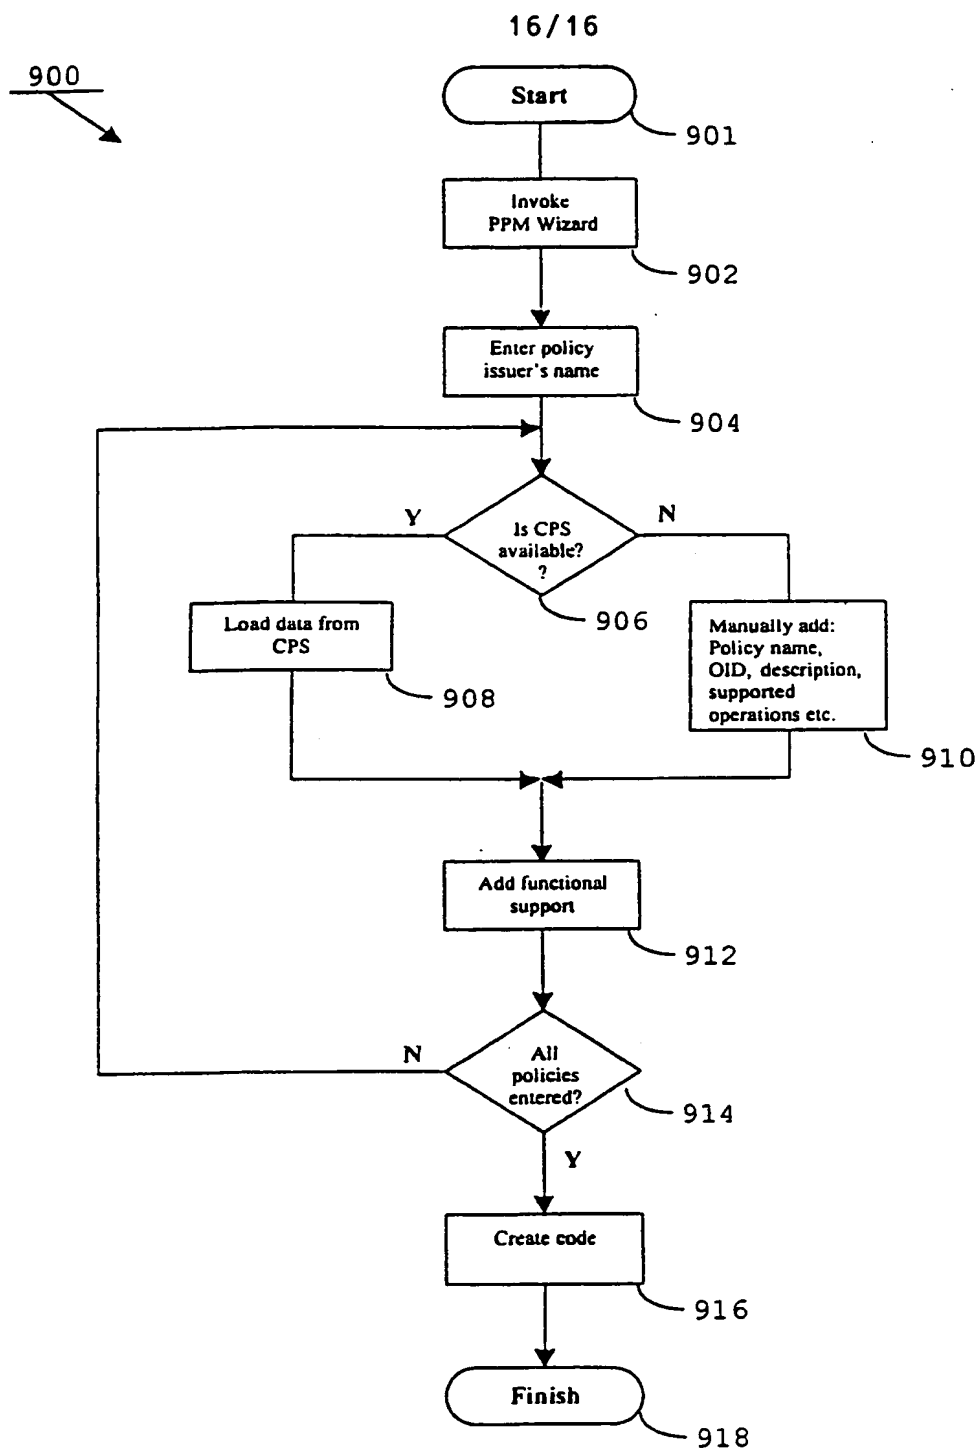 16/16
900
Start
901
Invoke
PPM Wizard
902
Enter policy
issuer's name
904
Y
N
Is CPS
available?
?
906
Load data from
CPS
908
Manually add:
Policy name,
OID, description,
supported
operations etc.
910
Add functional
support
912
N
All
policies
entered?
914
Y
Create code
916
Finish
918